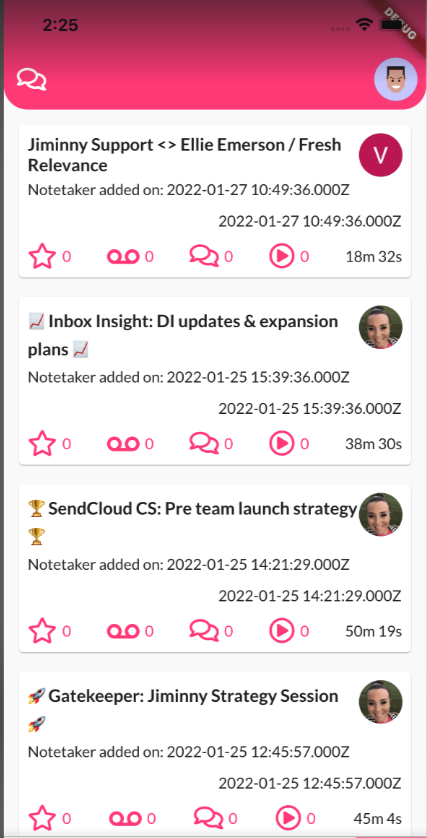 2:25
DEBUG
Jiminny Support <> Ellie Emerson / Fresh
Relevance
V
Notetaker added on: 2022-01-27 10:49:36.000Z
2022-01-27 10:49:36.000Z
0 0 0 0 18m 32s
📈 Inbox Insight: DI updates & expansion
plans 📈
Notetaker added on: 2022-01-25 15:39:36.000Z
2022-01-25 15:39:36.000Z
0 0 0 0 38m 30s
🏆 SendCloud CS: Pre team launch strategy
🏆
Notetaker added on: 2022-01-25 14:21:29.000Z
2022-01-25 14:21:29.000Z
0 0 0 0 50m 19s
🚀 Gatekeeper: Jiminny Strategy Session
🚀
Notetaker added on: 2022-01-25 12:45:57.000Z
2022-01-25 12:45:57.000Z
0 0 0 0 45m 4s